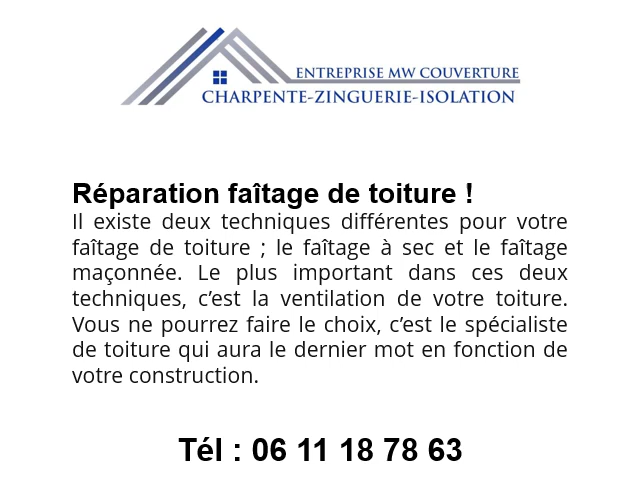 ENTREPRISE MW COUVERTURE
CHARPENTE-ZINGUERIE-ISOLATION
Réparation faîtage de toiture !
Il existe deux techniques différentes pour votre
faîtage de toiture ; le faîtage à sec et le faîtage
maçonnée. Le plus important dans ces deux
techniques, c’est la ventilation de votre toiture.
Vous ne pourrez faire le choix, c’est le spécialiste
de toiture qui aura le dernier mot en fonction de
votre construction.
Tél : 06 11 18 78 63